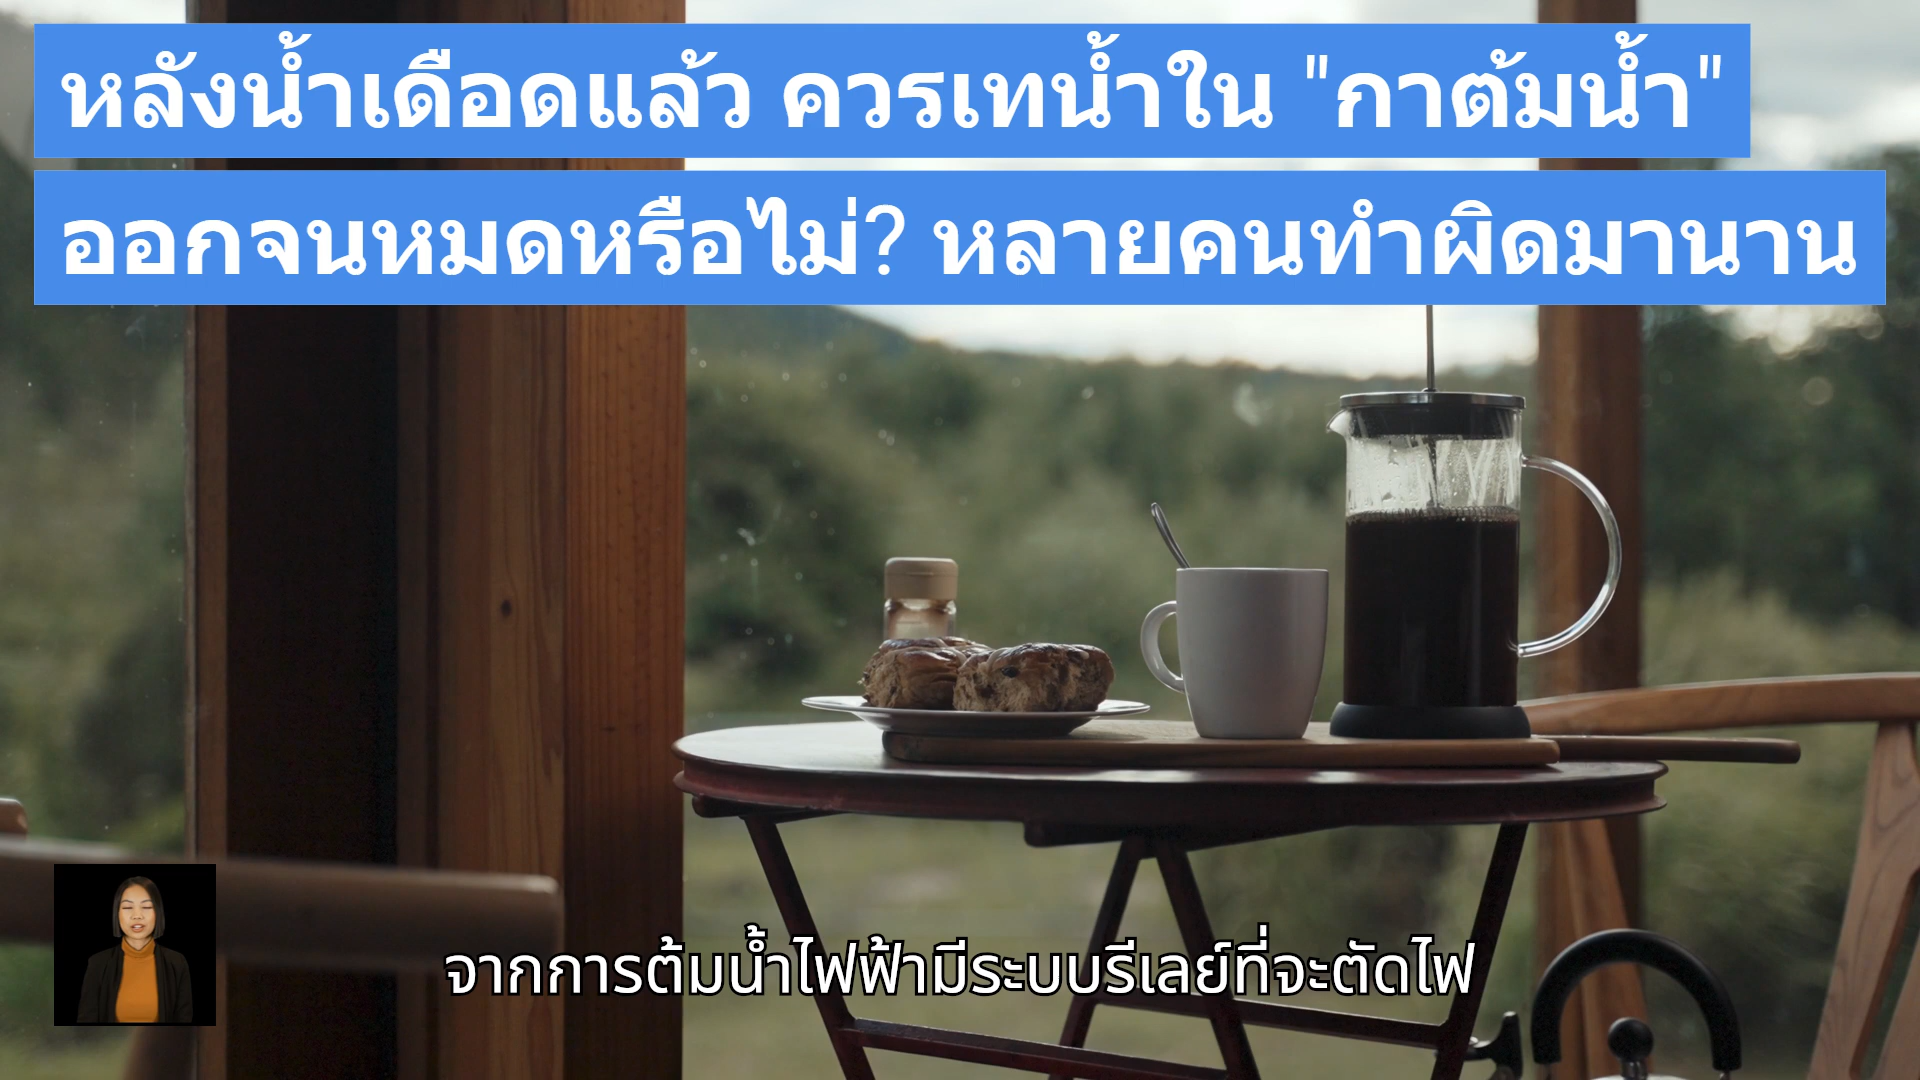 หลังน้ำเดือดแล้ว ควรเทน้ำใน "กาต้มน้ำ"
ออกจนหมดหรือไม่? หลายคนทำผิดมานาน
จากการต้มน้ำไฟฟ้ามีระบบรีเลย์ที่จะตัดไฟ